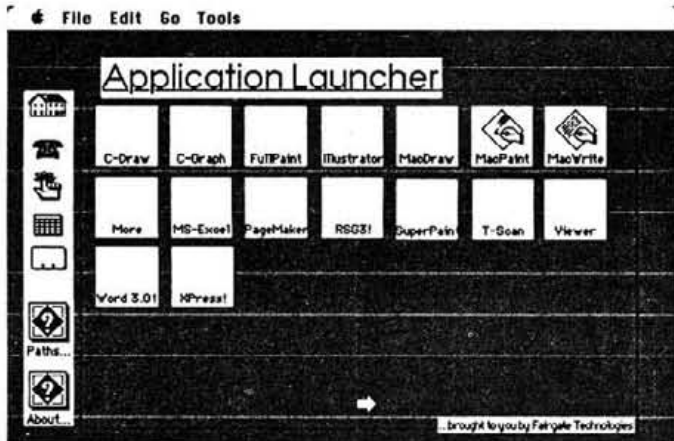 File Edit Go Tools
Application Launcher
C-Draw C-Graph FullPaint Illustrator MacDraw MacPaint MacWrite
More MS-Excel PageMaker RSG3! SuperPaint T-Scan Viewer
Word 3.0! XPress!
Paths...
About...
...brought to you by Fairgate Technologies